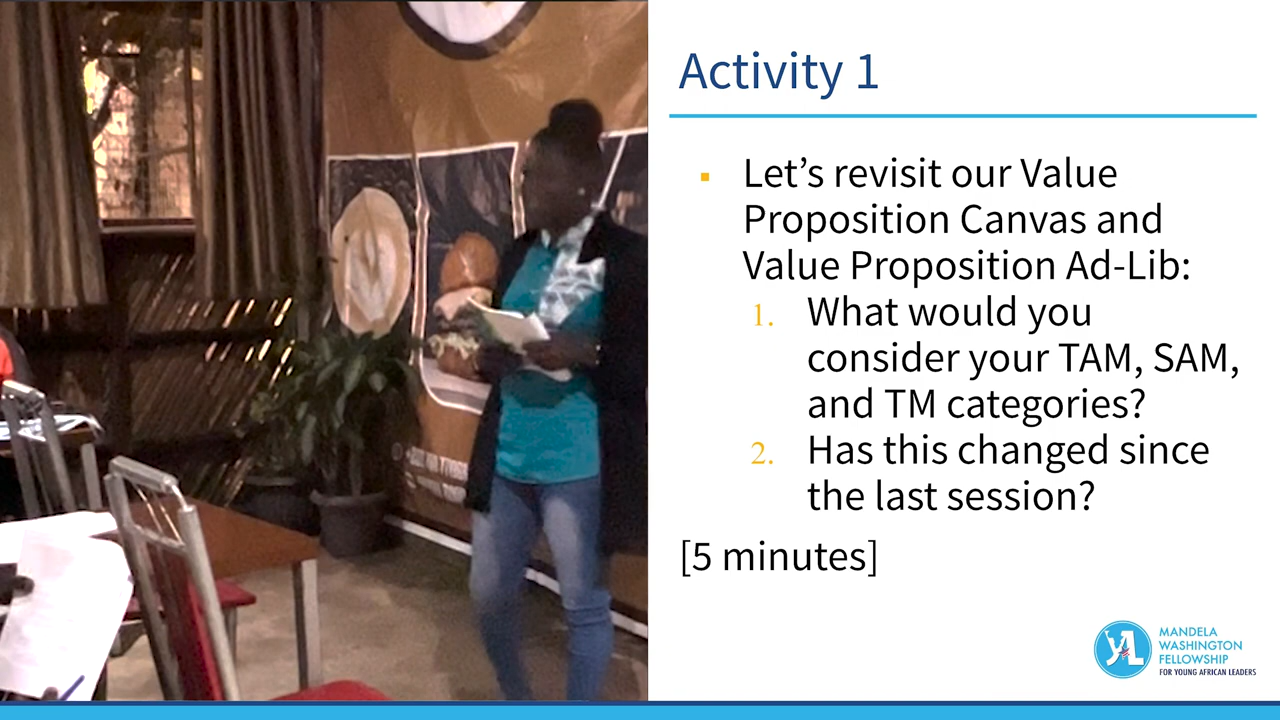 Activity 1
▪ Let’s revisit our Value
Proposition Canvas and
Value Proposition Ad-Lib:
1. What would you
consider your TAM, SAM,
and TM categories?
2. Has this changed since
the last session?
[5 minutes]
YAL
MANDELA
WASHINGTON
FELLOWSHIP
FOR YOUNG AFRICAN LEADERS